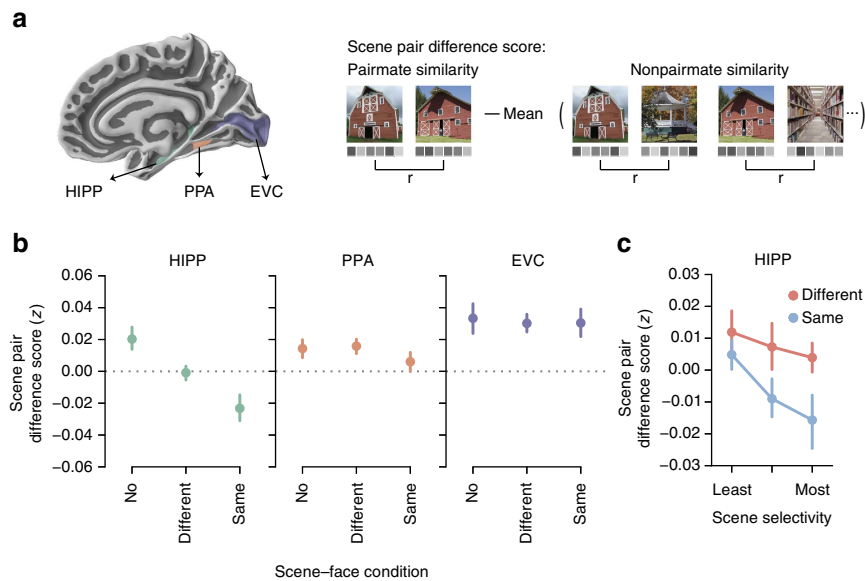 a
HIPP
PPA
EVC
Scene pair difference score:
Pairmate similarity
Nonpairmate similarity
— Mean
(
...
)
r
r
r
b
HIPP
PPA
EVC
Scene pair
difference score (z)
0.06
0.04
0.02
0.00
−0.02
−0.04
−0.06
No
Different
Same
No
Different
Same
No
Different
Same
Scene–face condition
c
HIPP
Scene pair
difference score (z)
0.03
0.02
0.01
0.00
−0.01
−0.02
−0.03
Different
Same
Least
Most
Scene selectivity